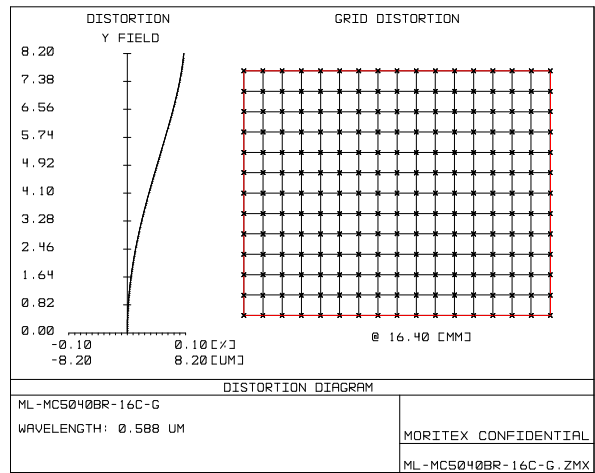 DISTORTION
GRID DISTORTION
Y FIELD
8.20
7.38
6.56
5.74
4.92
4.10
3.28
2.46
1.64
0.82
0.00
-0.10 0.10 [%]
-8.20 8.20 [UM]
@ 16.40 [MM]
DISTORTION DIAGRAM
ML-MC5040BR-16C-G
WAVELENGTH: 0.588 UM
MORITEX CONFIDENTIAL
ML-MC5040BR-16C-G.ZMX